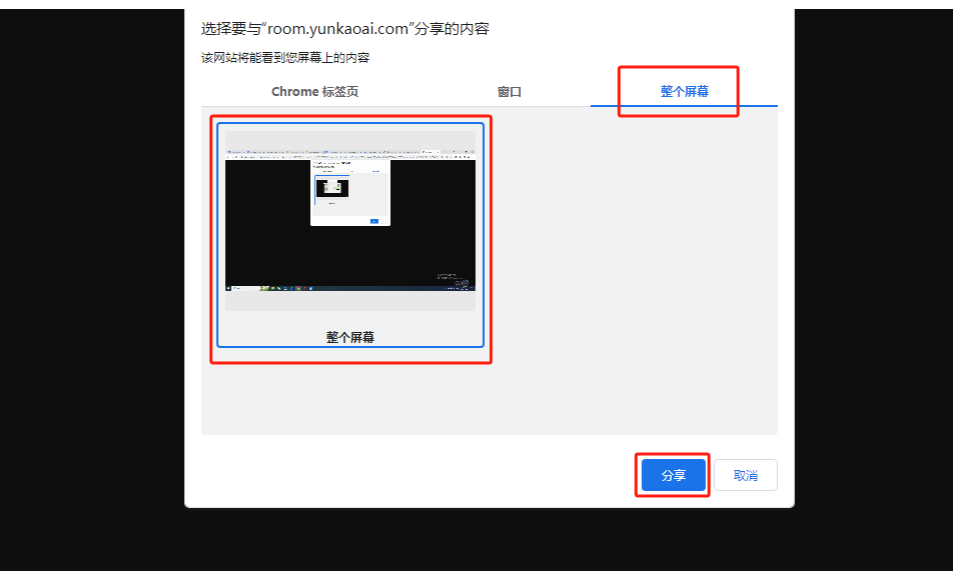 选择要与"room.yunkaoai.com"分享的内容
该网站将能看到您屏幕上的内容
Chrome 标签页
窗口
整个屏幕
整个屏幕
分享
取消